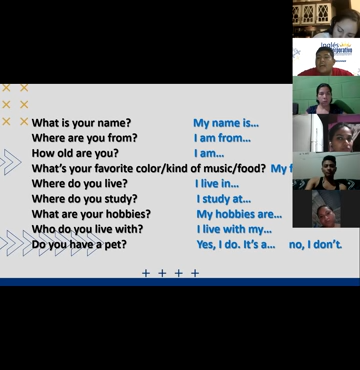 Inglés
corporativo
What is your name? My name is...
Where are you from? I am from...
How old are you? I am...
What's your favorite color/kind of music/food? My f
Where do you live? I live in...
Where do you study? I study at...
What are your hobbies? My hobbies are...
Who do you live with? I live with my...
Do you have a pet? Yes, I do. It's a... no, I don't.